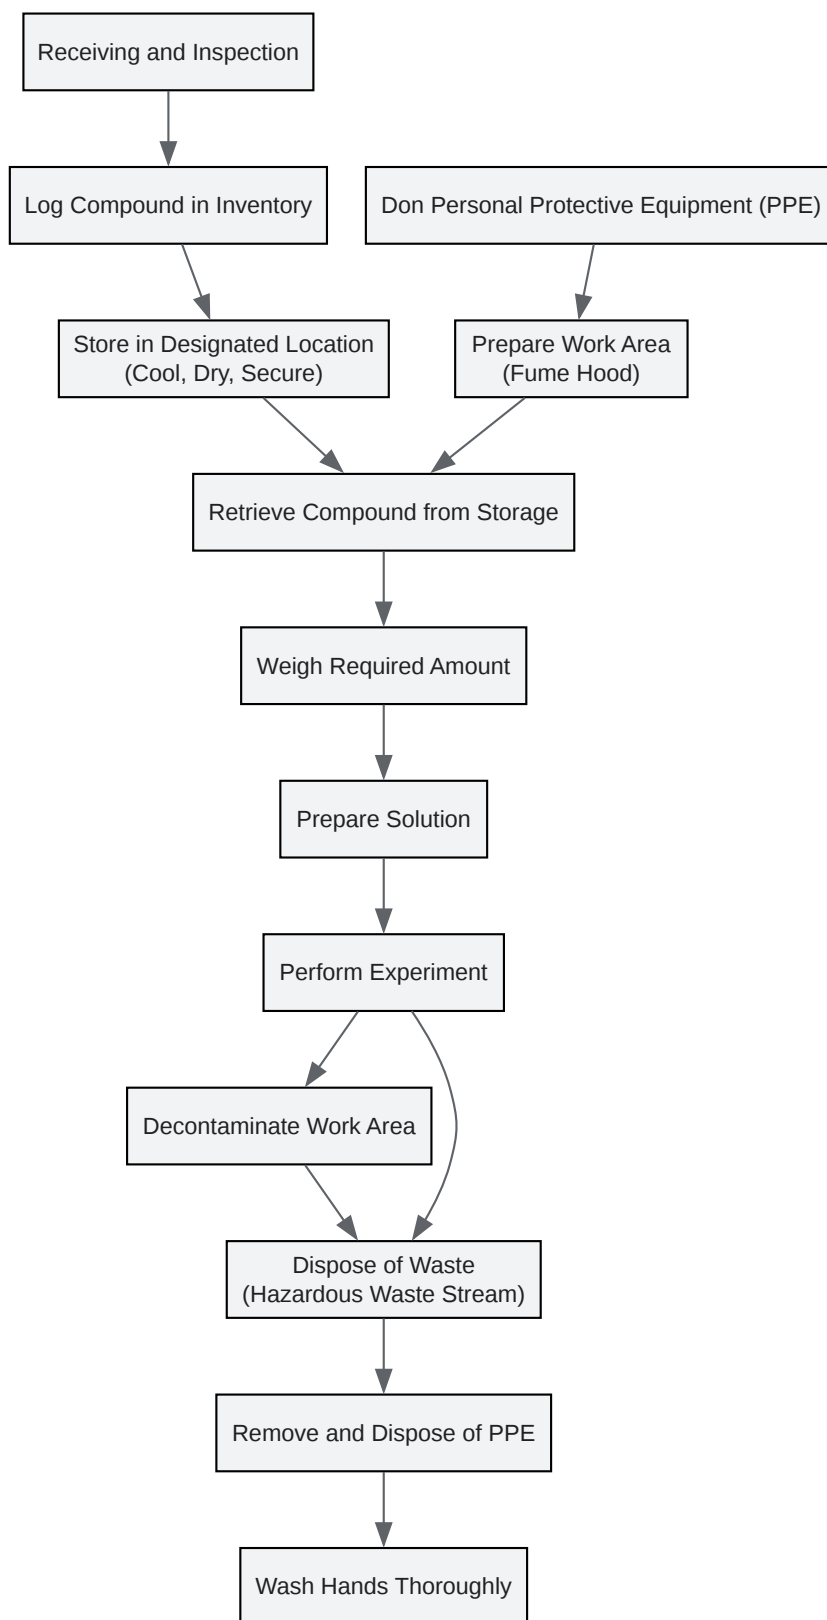 Receiving and Inspection
Log Compound in Inventory
Don Personal Protective Equipment (PPE)
Store in Designated Location
(Cool, Dry, Secure)
Prepare Work Area
(Fume Hood)
Retrieve Compound from Storage
Weigh Required Amount
Prepare Solution
Perform Experiment
Decontaminate Work Area
Dispose of Waste
(Hazardous Waste Stream)
Remove and Dispose of PPE
Wash Hands Thoroughly